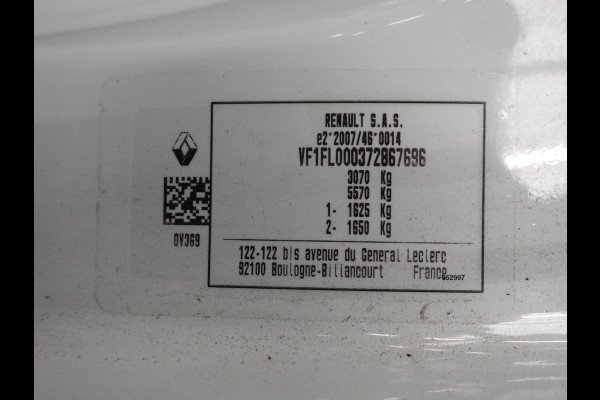 RENAULT S.A.S.
e2*2007/46*0014
VF1FL000372867696
3070 Kg
5570 Kg
1- 1625 Kg
2- 1650 Kg
0V369
122-122 bis avenue du General Leclerc
92100 Boulogne-Billancourt France